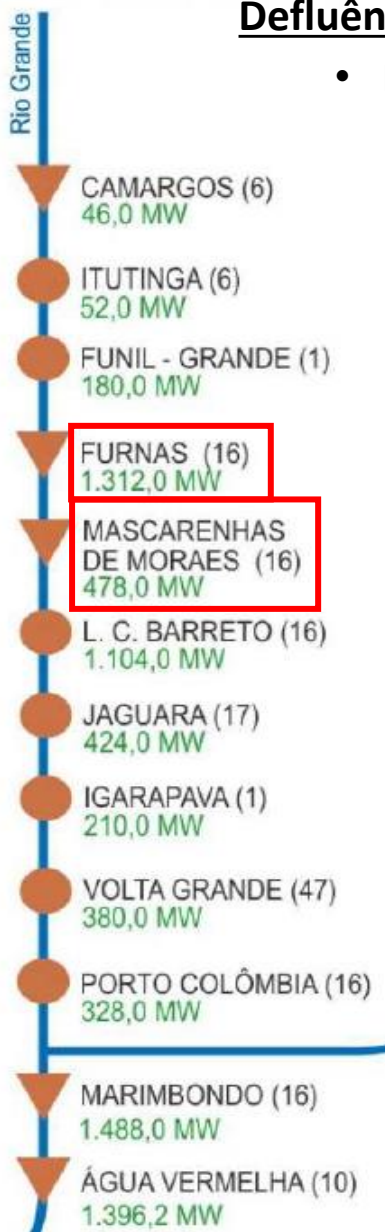 Defluên
•
Rio Grande
CAMARGOS (6)
46,0 MW
ITUTINGA (6)
52,0 MW
FUNIL - GRANDE (1)
180,0 MW
FURNAS (16)
1.312,0 MW
MASCARENHAS
DE MORAES (16)
478,0 MW
L. C. BARRETO (16)
1.104,0 MW
JAGUARA (17)
424,0 MW
IGARAPAVA (1)
210,0 MW
VOLTA GRANDE (47)
380,0 MW
PORTO COLÔMBIA (16)
328,0 MW
MARIMBONDO (16)
1.488,0 MW
ÁGUA VERMELHA (10)
1.396,2 MW